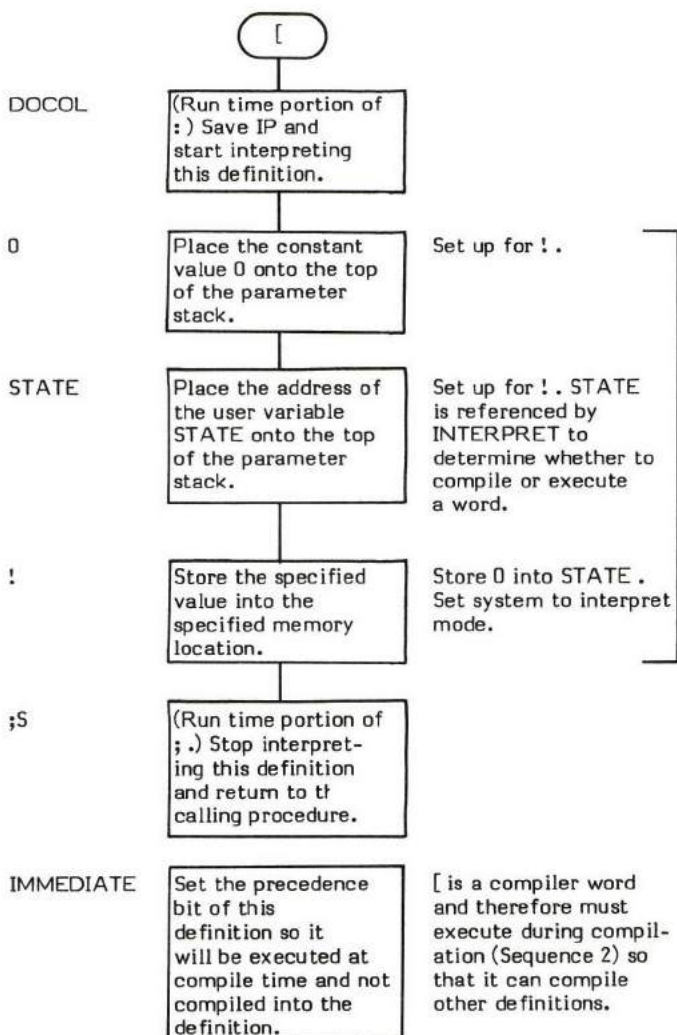 [
DOCOL
(Run time portion of
: ) Save IP and
start interpreting
this definition.
0
Place the constant
value 0 onto the top
of the parameter
stack.
Set up for ! .
STATE
Place the address of
the user variable
STATE onto the top
of the parameter
stack.
Set up for ! . STATE
is referenced by
INTERPRET to
determine whether to
compile or execute
a word.
!
Store the specified
value into the
specified memory
location.
Store 0 into STATE .
Set system to interpret
mode.
;S
(Run time portion of
; .) Stop interpret-
ing this definition
and return to th
calling procedure.
IMMEDIATE
Set the precedence
bit of this
definition so it
will be executed at
compile time and not
compiled into the
definition.
[ is a compiler word
and therefore must
execute during compil-
ation (Sequence 2) so
that it can compile
other definitions.